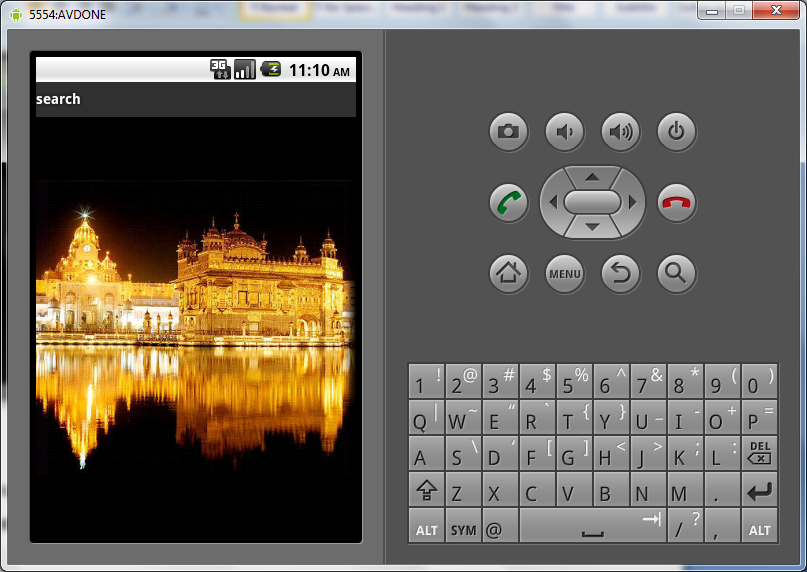 5554:AVDONE
3G 11:10 AM
search
MENU
1 ! 2 @ 3 # 4 $ 5 % 6 ^ 7 & 8 * 9 ( 0 )
Q | W ~ E “ R ` T { Y } U _ I - O + P =
A S \ D ‘ F [ G ] H < J > K ; L : DEL
Z X C V B N M .
ALT SYM @ / ? , ALT